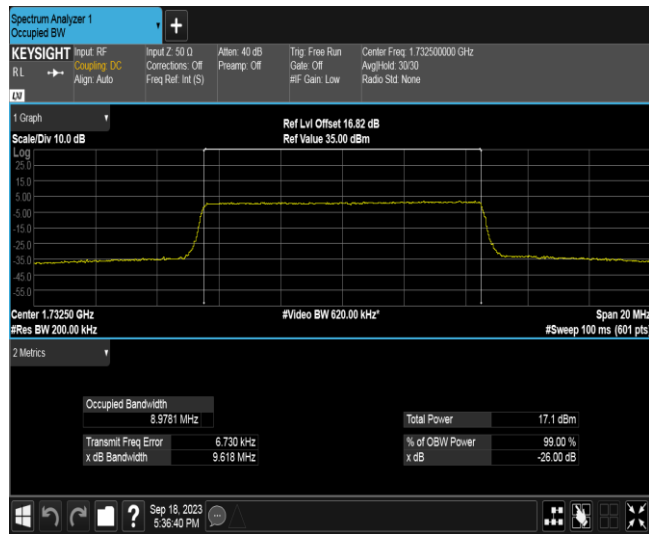 Spectrum Analyzer 1
Occupied BW
+
KEYSIGHT
RL
LXI
Input: RF
Coupling: DC
Align: Auto
Input Z: 50 Ω
Corrections: Off
Freq Ref: Int (S)
Atten: 40 dB
Preamp: Off
Trig: Free Run
Gate: Off
#IF Gain: Low
Center Freq: 1.732500000 GHz
Avg|Hold: 30/30
Radio Std: None
1 Graph
Scale/Div 10.0 dB
Ref Lvl Offset 16.82 dB
Ref Value 35.00 dBm
Log
25.0
15.0
5.00
-5.00
-15.0
-25.0
-35.0
-45.0
-55.0
Center 1.73250 GHz
#Res BW 200.00 kHz
#Video BW 620.00 kHz*
Span 20 MHz
#Sweep 100 ms (601 pts)
2 Metrics
Occupied Bandwidth
8.9781 MHz
Transmit Freq Error 6.730 kHz
x dB Bandwidth 9.618 MHz
Total Power 17.1 dBm
% of OBW Power 99.00 %
x dB -26.00 dB
?
Sep 18, 2023
5:36:40 PM